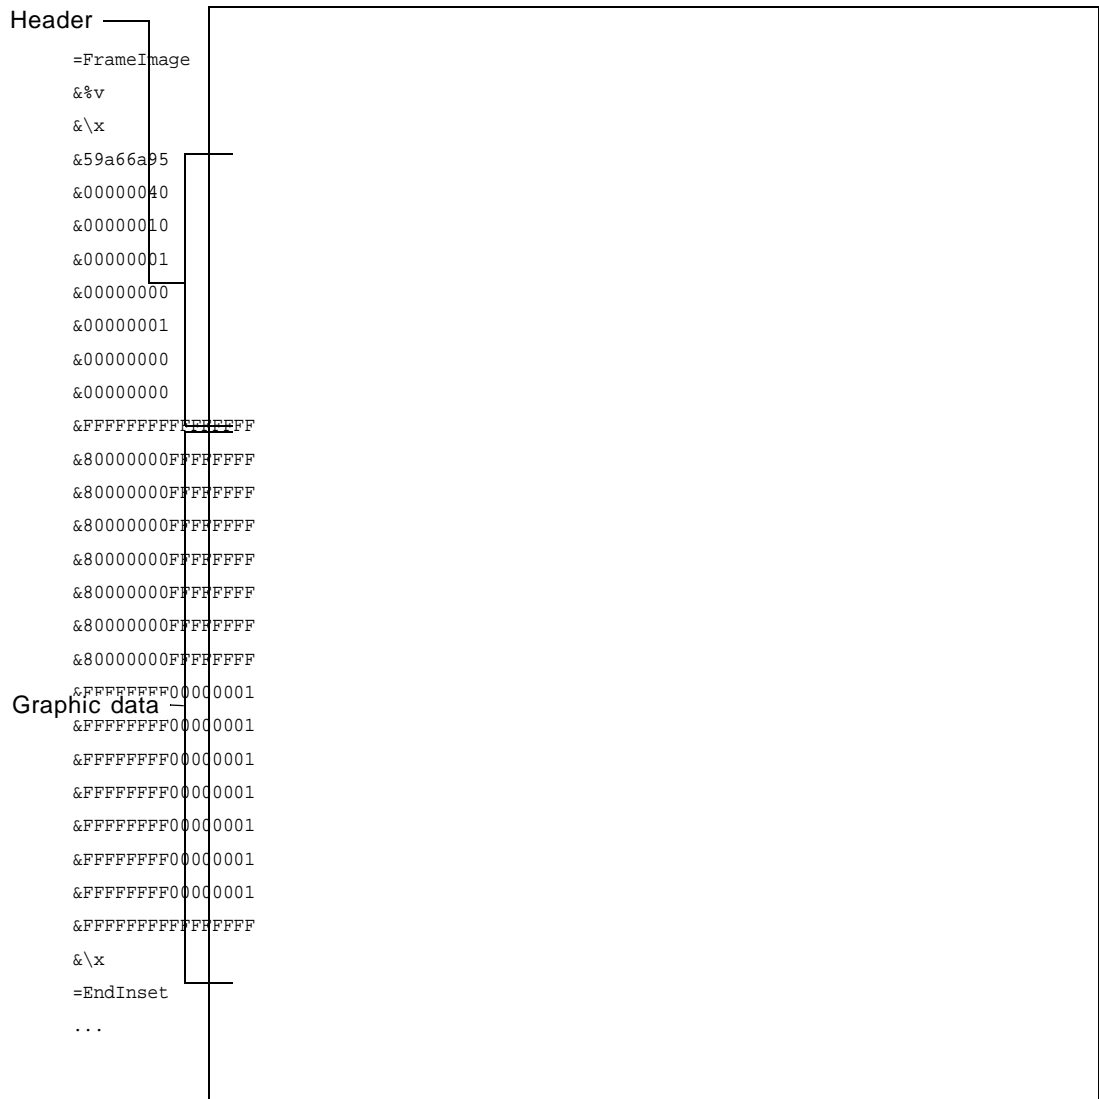 Header
=FrameImage
&%v
&\x
&59a66a95
&00000040
&00000010
&00000001
&00000000
&00000001
&00000000
&00000000
&FFFFFFFFFFFFFFFF
&80000000FFFFFFFF
&80000000FFFFFFFF
&80000000FFFFFFFF
&80000000FFFFFFFF
&80000000FFFFFFFF
&80000000FFFFFFFF
&80000000FFFFFFFF
&FFFFFFFF00000001
Graphic data
&FFFFFFFF00000001
&FFFFFFFF00000001
&FFFFFFFF00000001
&FFFFFFFF00000001
&FFFFFFFF00000001
&FFFFFFFF00000001
&FFFFFFFFFFFFFFFF
&\x
=EndInset
...